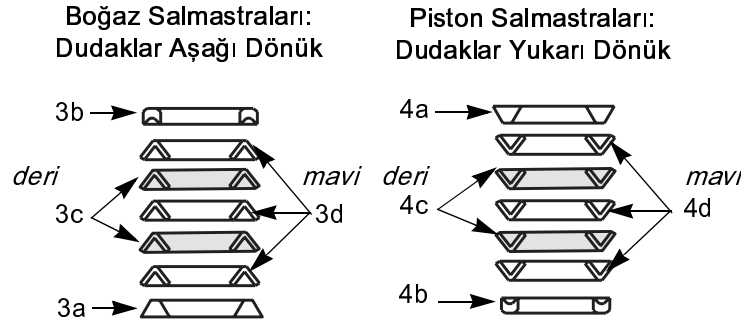 Boğaz Salmastraları:
Dudaklar Aşağı Dönük
3b
deri
mavi
3c
3d
3a
Piston Salmastraları:
Dudaklar Yukarı Dönük
4a
deri
mavi
4c
4d
4b